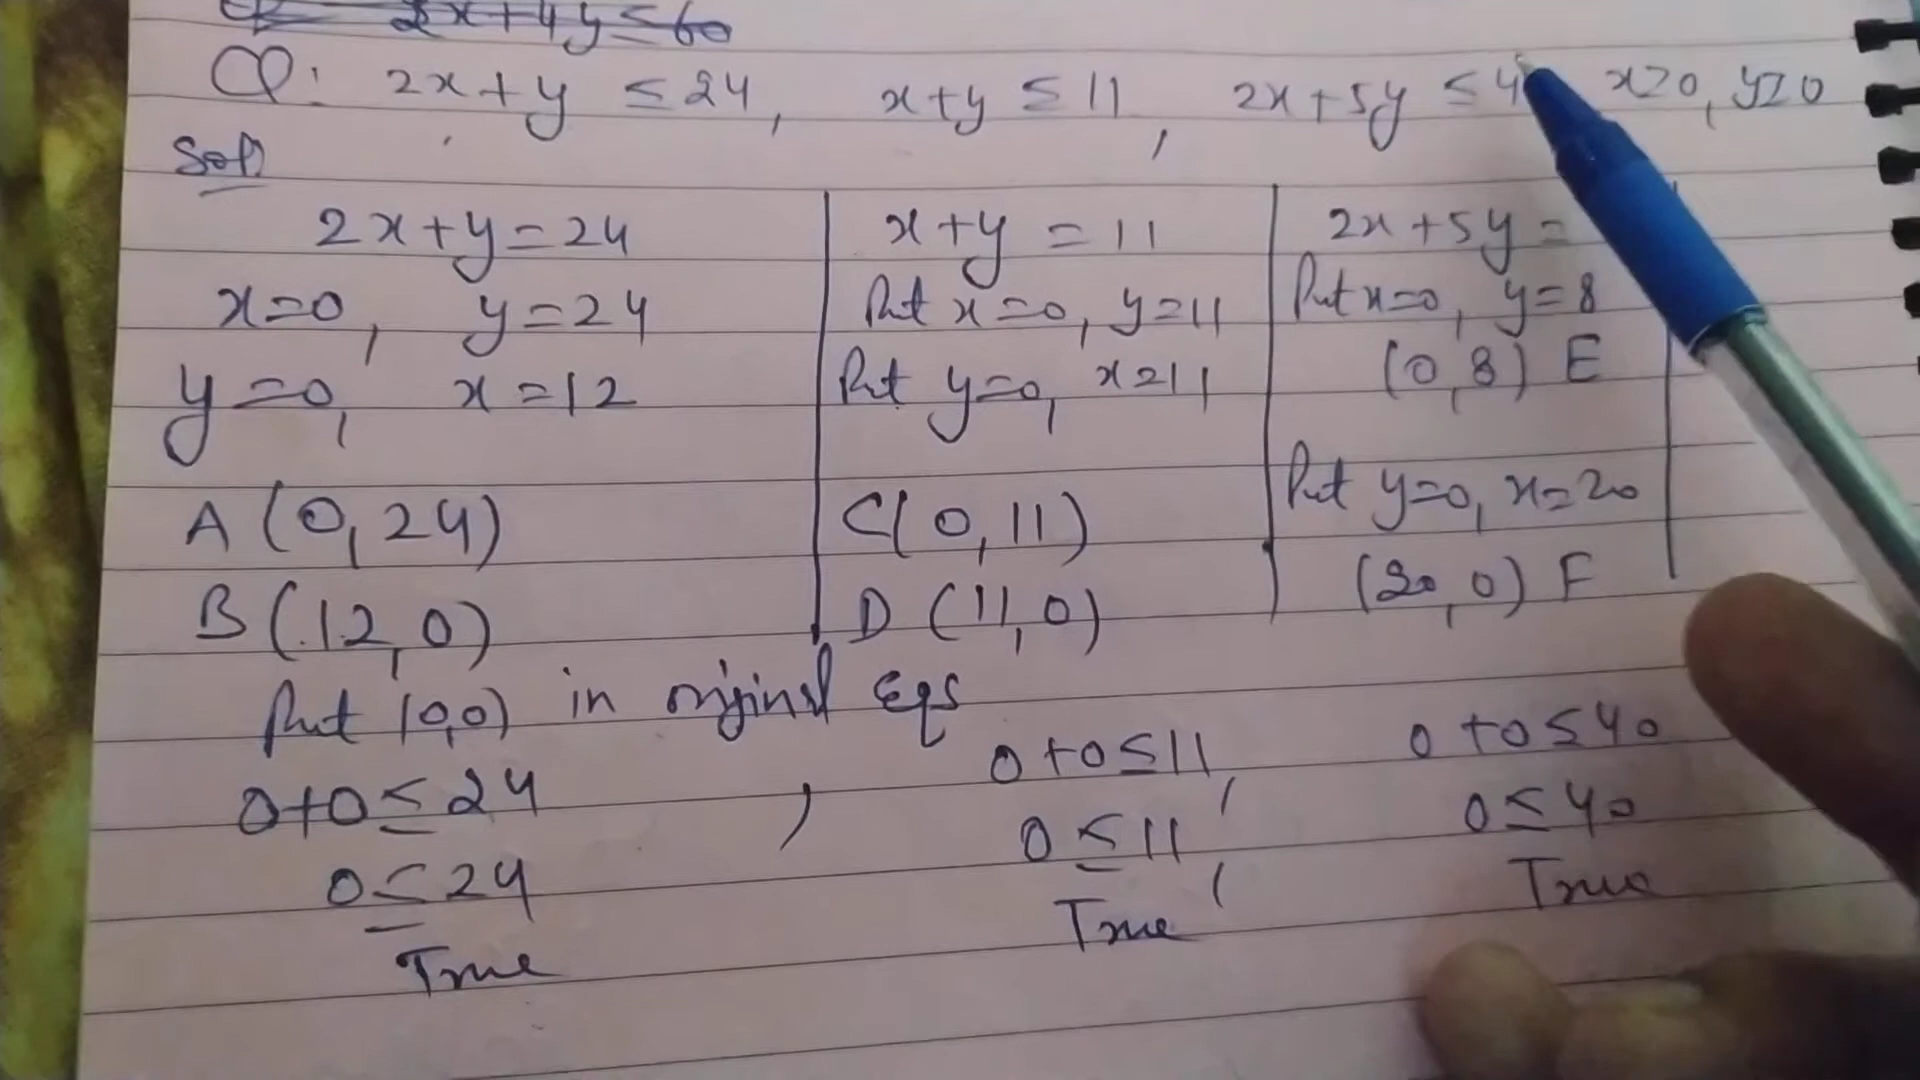 2x+4y≤60
Q: 2x+y ≤24, x+y ≤11, 2x+5y ≤4 x≥0, y≥0
Sol
2x+y=24
x=0, y=24
y=0, x=12
A (0,24)
B (12,0)
x+y =11
Put x=0, y=11
Put y=0, x=11
C(0,11)
D (11,0)
2x+5y=
Put x=0, y=8
(0,8) E
Put y=0, x=20
(20,0) F
Put (0,0) in original Eqs
0+0≤24, 0+0≤11, 0+0≤40
0≤24 0≤11, 0≤40
True True True